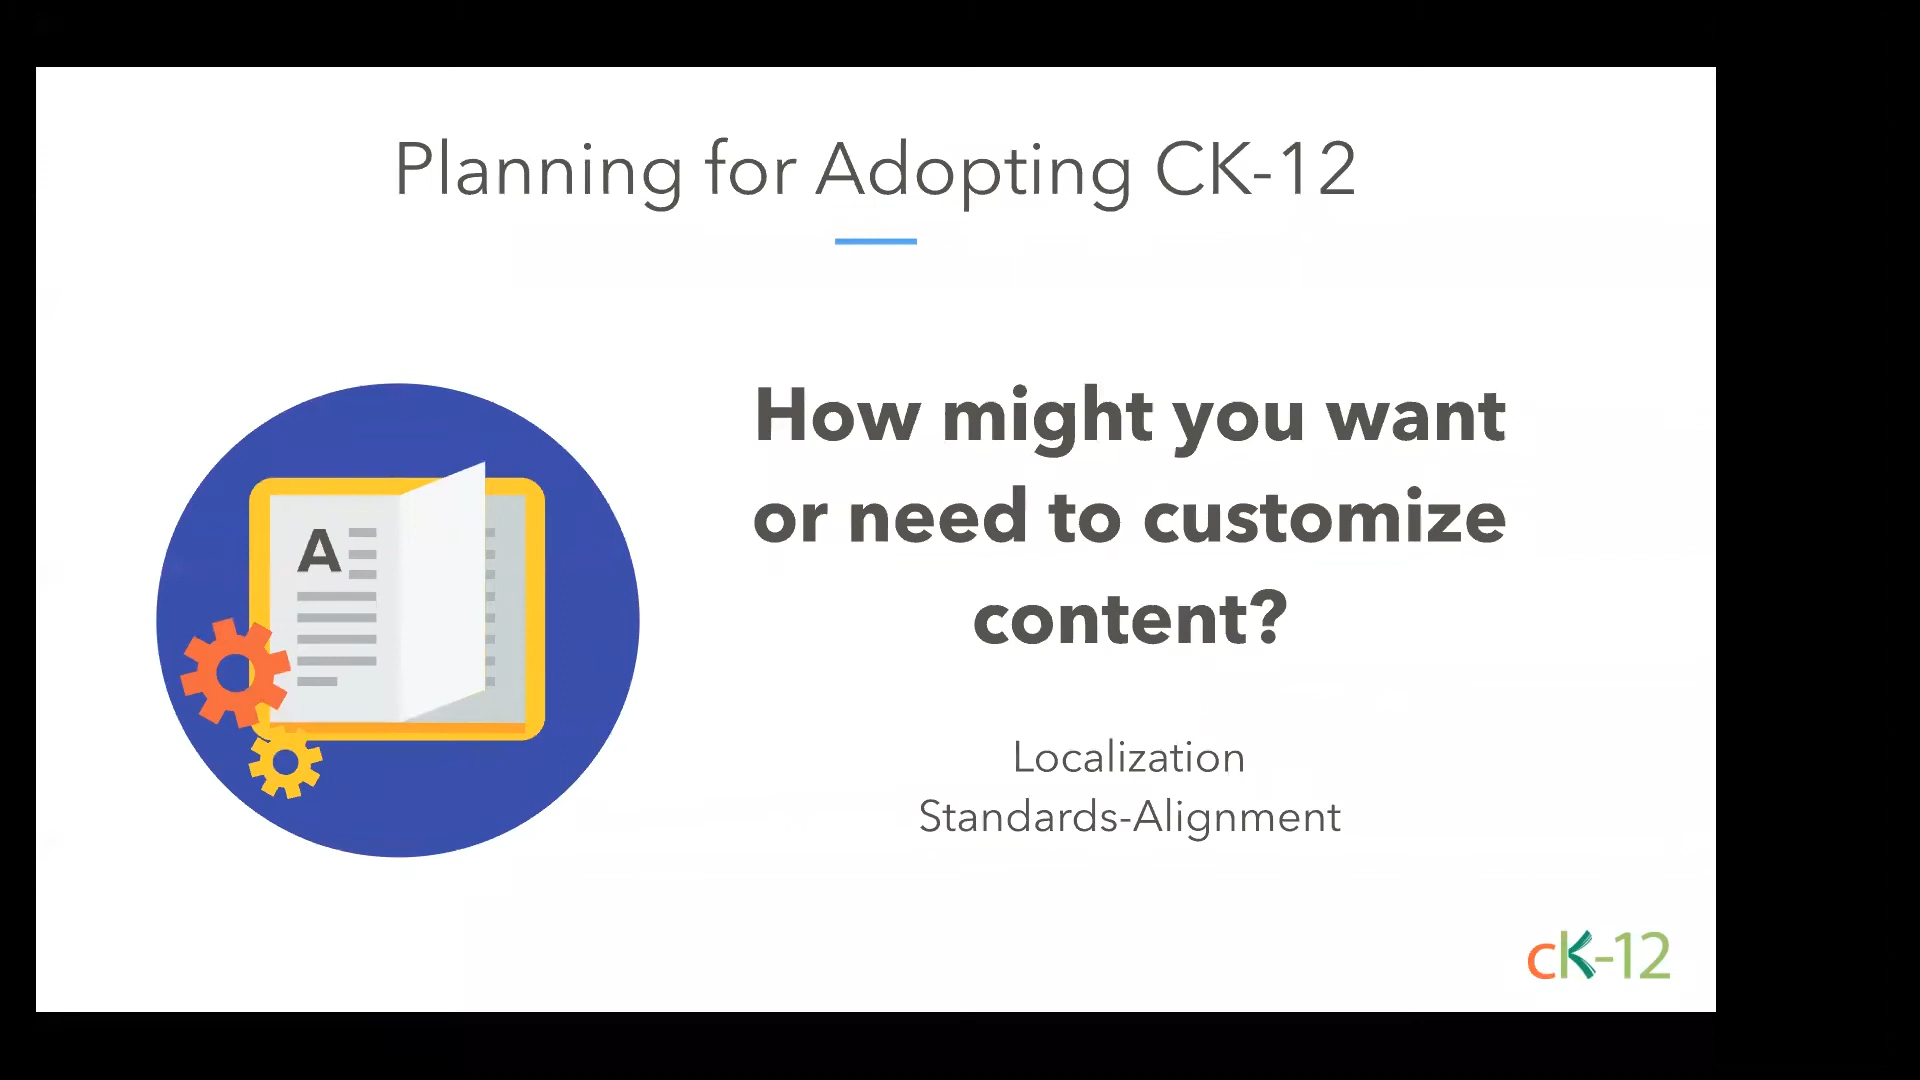 Planning for Adopting CK-12
How might you want
or need to customize
content?
A
Localization
Standards-Alignment
cK-12